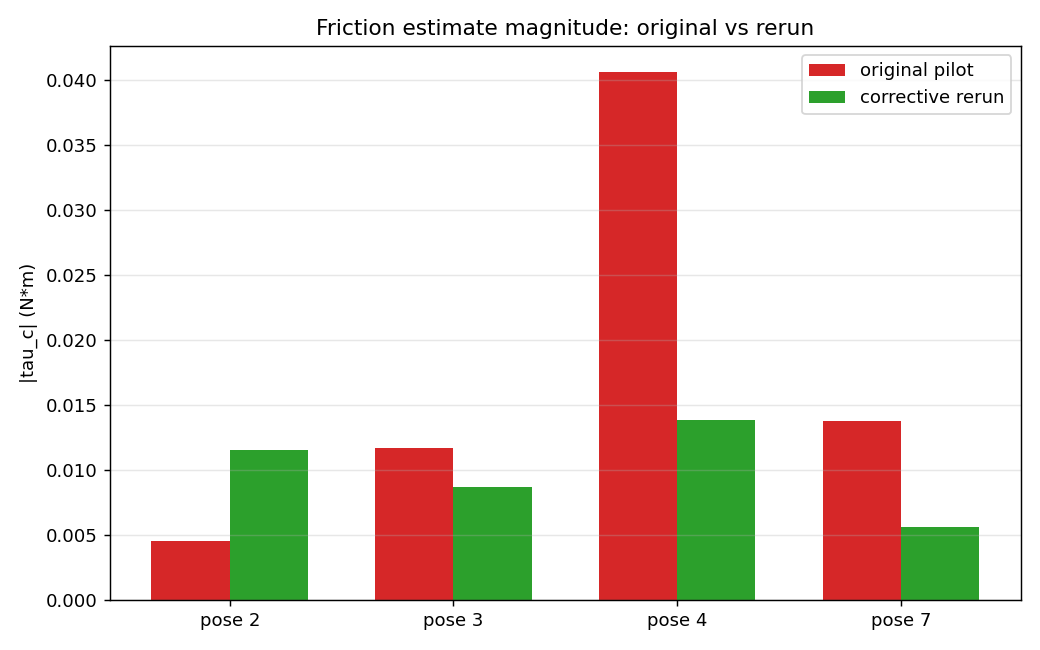 Friction estimate magnitude: original vs rerun
original pilot
corrective rerun
|tau_c| (N*m)
0.040
0.035
0.030
0.025
0.020
0.015
0.010
0.005
0.000
pose 2
pose 3
pose 4
pose 7